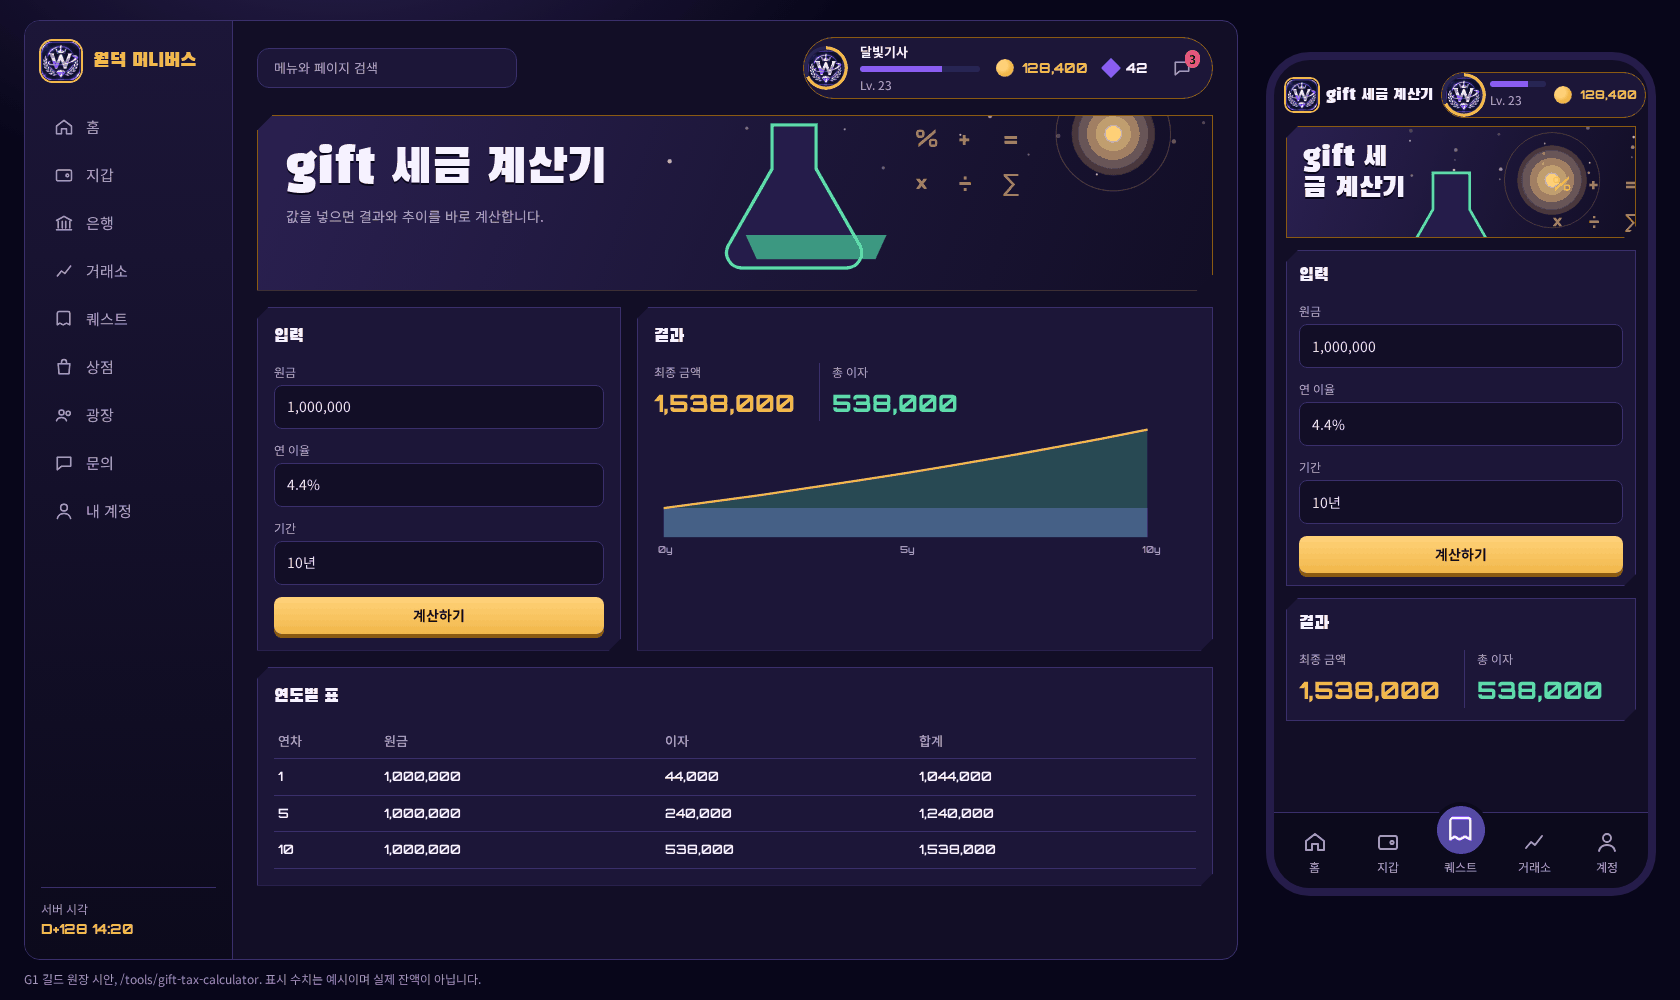 월덕 머니버스
홈
지갑
은행
거래소
퀘스트
상점
광장
문의
내 계정
서버 시각
D+128 14:20
메뉴와 페이지 검색
달빛기사
Lv. 23
128,400
42
3
gift 세금 계산기
값을 넣으면 결과와 추이를 바로 계산합니다.
% + =
x ÷ ∑
입력
원금
1,000,000
연 이율
4.4%
기간
10년
계산하기
결과
최종 금액
1,538,000
총 이자
538,000
0y 5y 10y
연도별 표
연차 원금 이자 합계
1 1,000,000 44,000 1,044,000
5 1,000,000 240,000 1,240,000
10 1,000,000 538,000 1,538,000
G1 길드 원장 시안, /tools/gift-tax-calculator. 표시 수치는 예시이며 실제 잔액이 아닙니다.
W
gift 세금 계산기
W
Lv. 23
128,400
gift 세
금 계산기
% + =
x ÷ ∑
입력
원금
1,000,000
연 이율
4.4%
기간
10년
계산하기
결과
최종 금액
1,538,000
총 이자
538,000
홈
지갑
퀘스트
거래소
계정